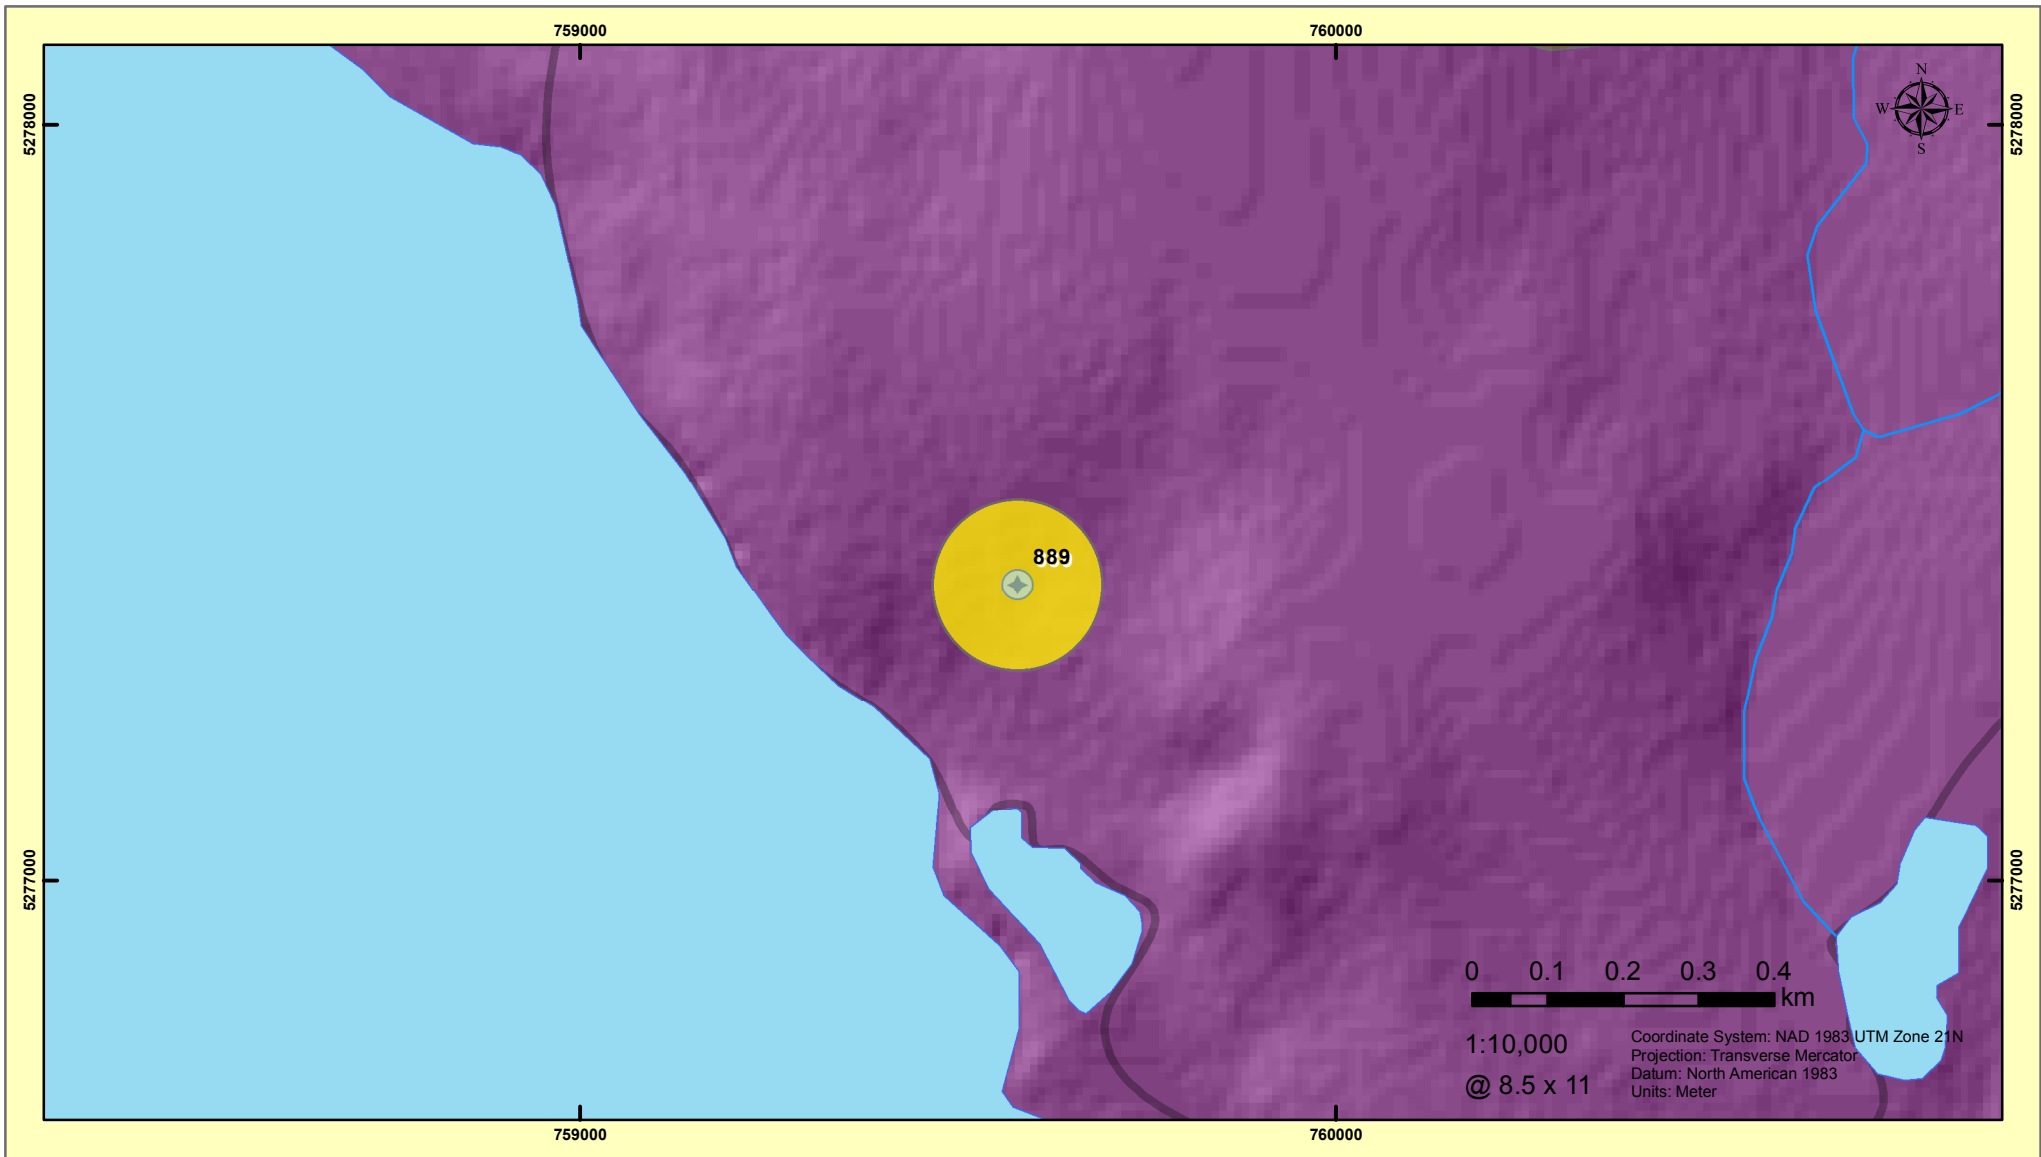 759000
760000
5278000
5278000
N
W
E
S
889
5277000
5277000
0 0.1 0.2 0.3 0.4
km
1:10,000
@ 8.5 x 11
Coordinate System: NAD 1983 UTM Zone 21N
Projection: Transverse Mercator
Datum: North American 1983
Units: Meter
759000
760000